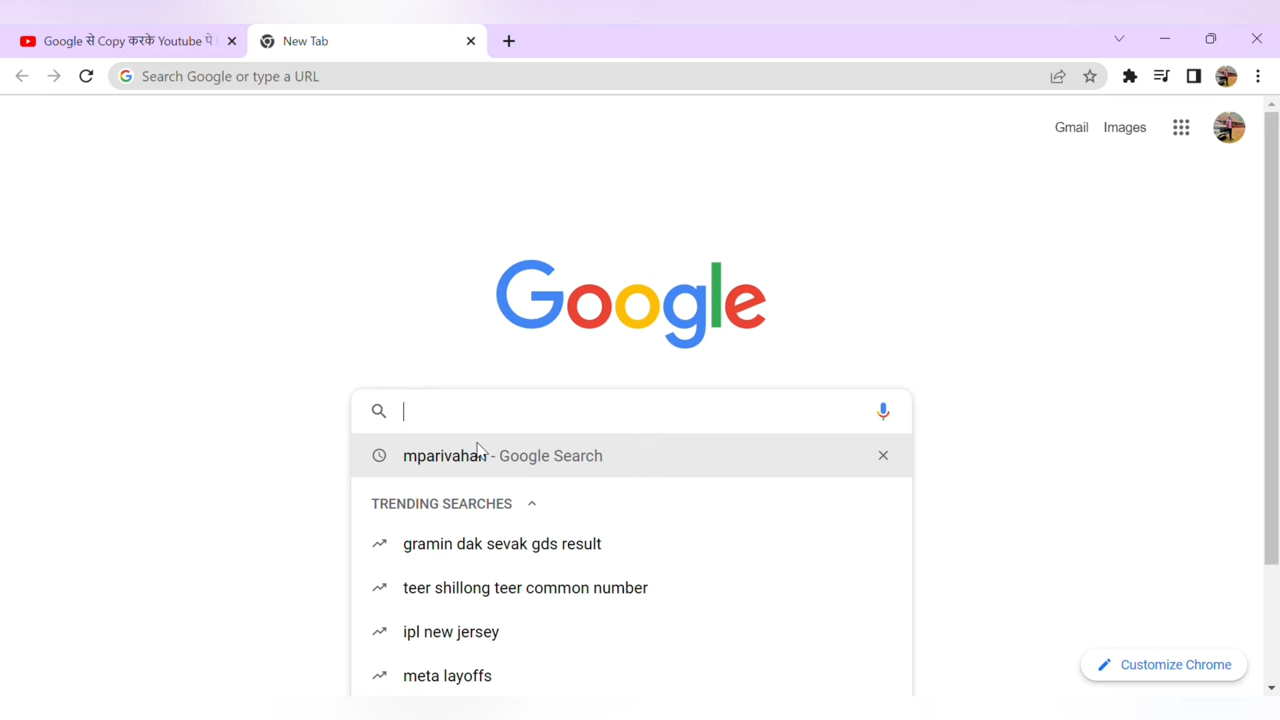 Google से Copy करके Youtube पे
New Tab
Search Google or type a URL
Gmail Images
Google
mparivahan - Google Search
TRENDING SEARCHES
gramin dak sevak gds result
teer shillong teer common number
ipl new jersey
meta layoffs
Customize Chrome